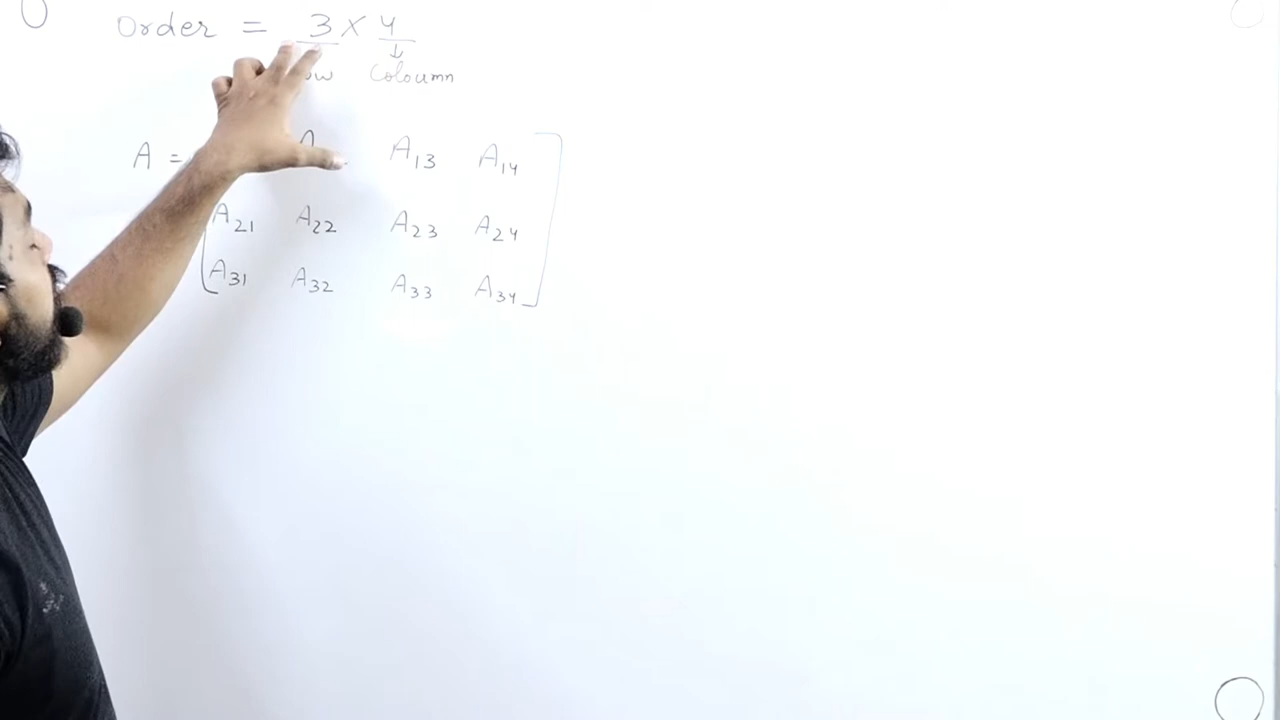 Order = 3 × 4
Coloumn
A = A13 A14
A21 A22 A23 A24
A31 A32 A33 A34